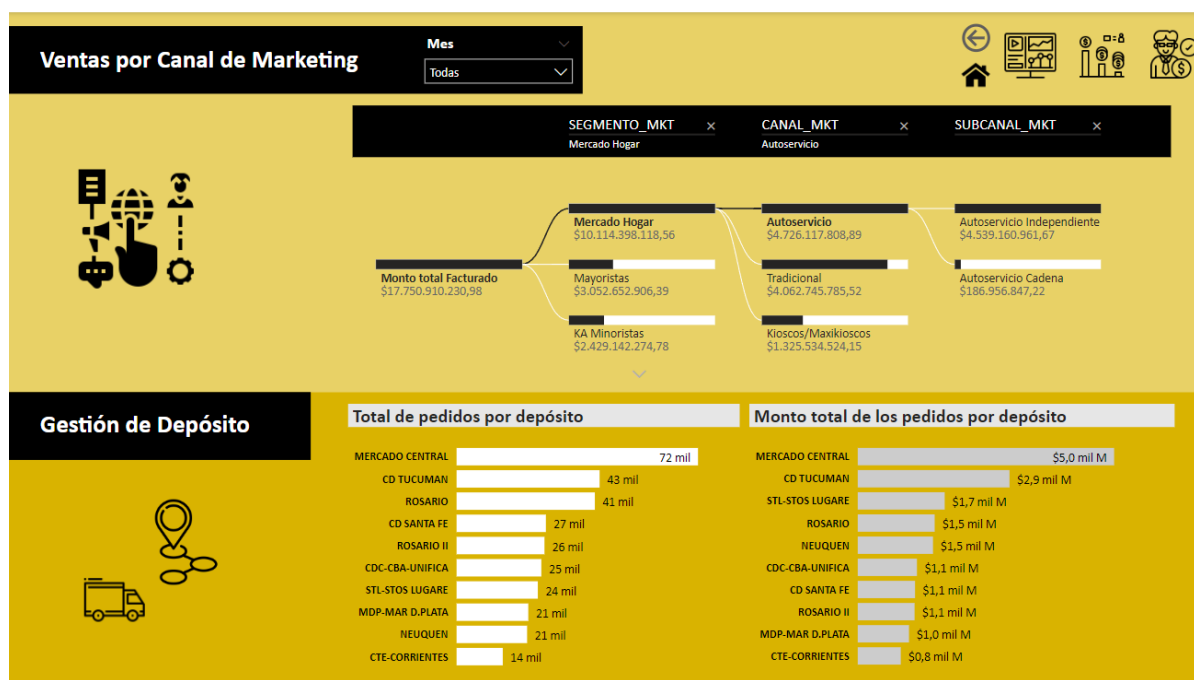 Ventas por Canal de Marketing
Mes
Todas
SEGMENTO_MKT
Mercado Hogar
CANAL_MKT
Autoservicio
SUBCANAL_MKT
Monto total Facturado
$17.750.910.230,98
Mercado Hogar
$10.114.398.118,56
Mayoristas
$3.052.652.906,39
KA Minoristas
$2.429.142.274,78
Autoservicio
$4.726.117.808,89
Tradicional
$4.062.745.785,52
Kioscos/Maxikioscos
$1.325.534.524,15
Autoservicio Independiente
$4.539.160.961,67
Autoservicio Cadena
$186.956.847,22
Gestión de Depósito
Total de pedidos por depósito
MERCADO CENTRAL 72 mil
CD TUCUMAN 43 mil
ROSARIO 41 mil
CD SANTA FE 27 mil
ROSARIO II 26 mil
CDC-CBA-UNIFICA 25 mil
STL-STOS LUGARE 24 mil
MDP-MAR D.PLATA 21 mil
NEUQUEN 21 mil
CTE-CORRIENTES 14 mil
Monto total de los pedidos por depósito
MERCADO CENTRAL $5,0 mil M
CD TUCUMAN $2,9 mil M
STL-STOS LUGARE $1,7 mil M
ROSARIO $1,5 mil M
NEUQUEN $1,5 mil M
CDC-CBA-UNIFICA $1,1 mil M
CD SANTA FE $1,1 mil M
ROSARIO II $1,1 mil M
MDP-MAR D.PLATA $1,0 mil M
CTE-CORRIENTES $0,8 mil M